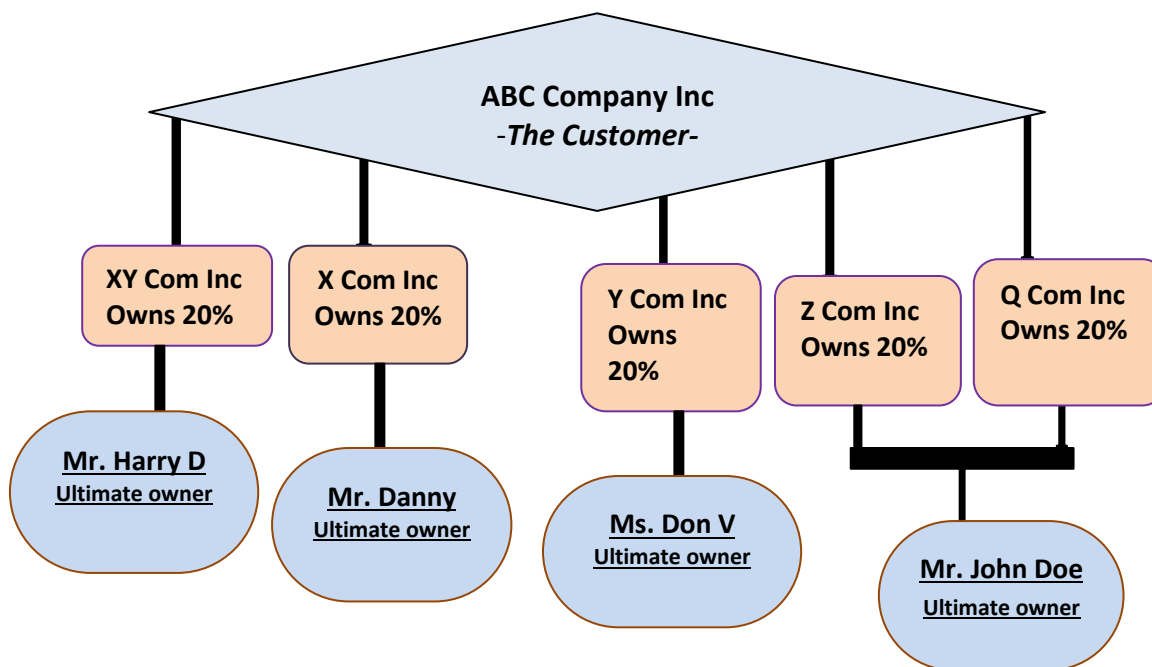 ABC Company Inc
-The Customer-
XY Com Inc
Owns 20%
X Com Inc
Owns 20%
Y Com Inc
Owns
20%
Z Com Inc
Owns 20%
Q Com Inc
Owns 20%
Mr. Harry D
Ultimate owner
Mr. Danny
Ultimate owner
Ms. Don V
Ultimate owner
Mr. John Doe
Ultimate owner